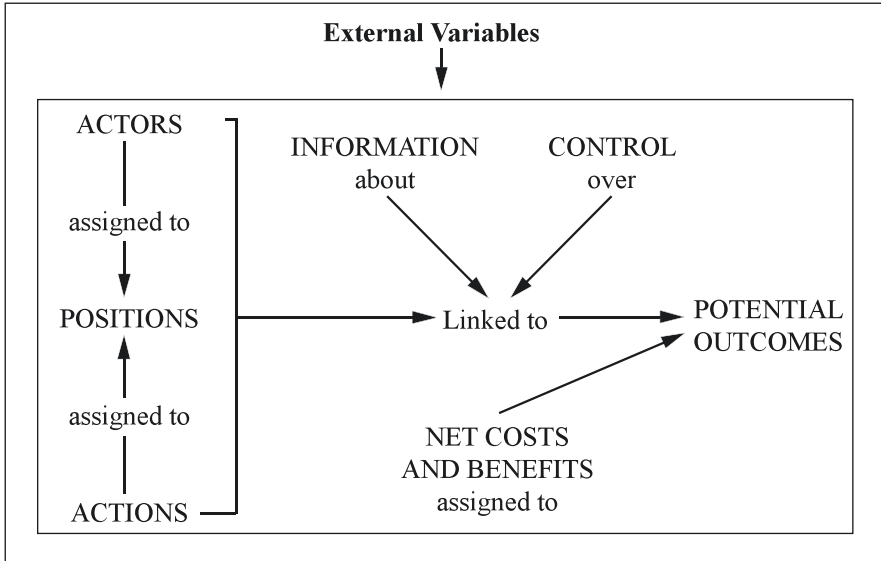 External Variables
ACTORS
assigned to
POSITIONS
assigned to
ACTIONS
INFORMATION
about
CONTROL
over
Linked to
POTENTIAL
OUTCOMES
NET COSTS
AND BENEFITS
assigned to